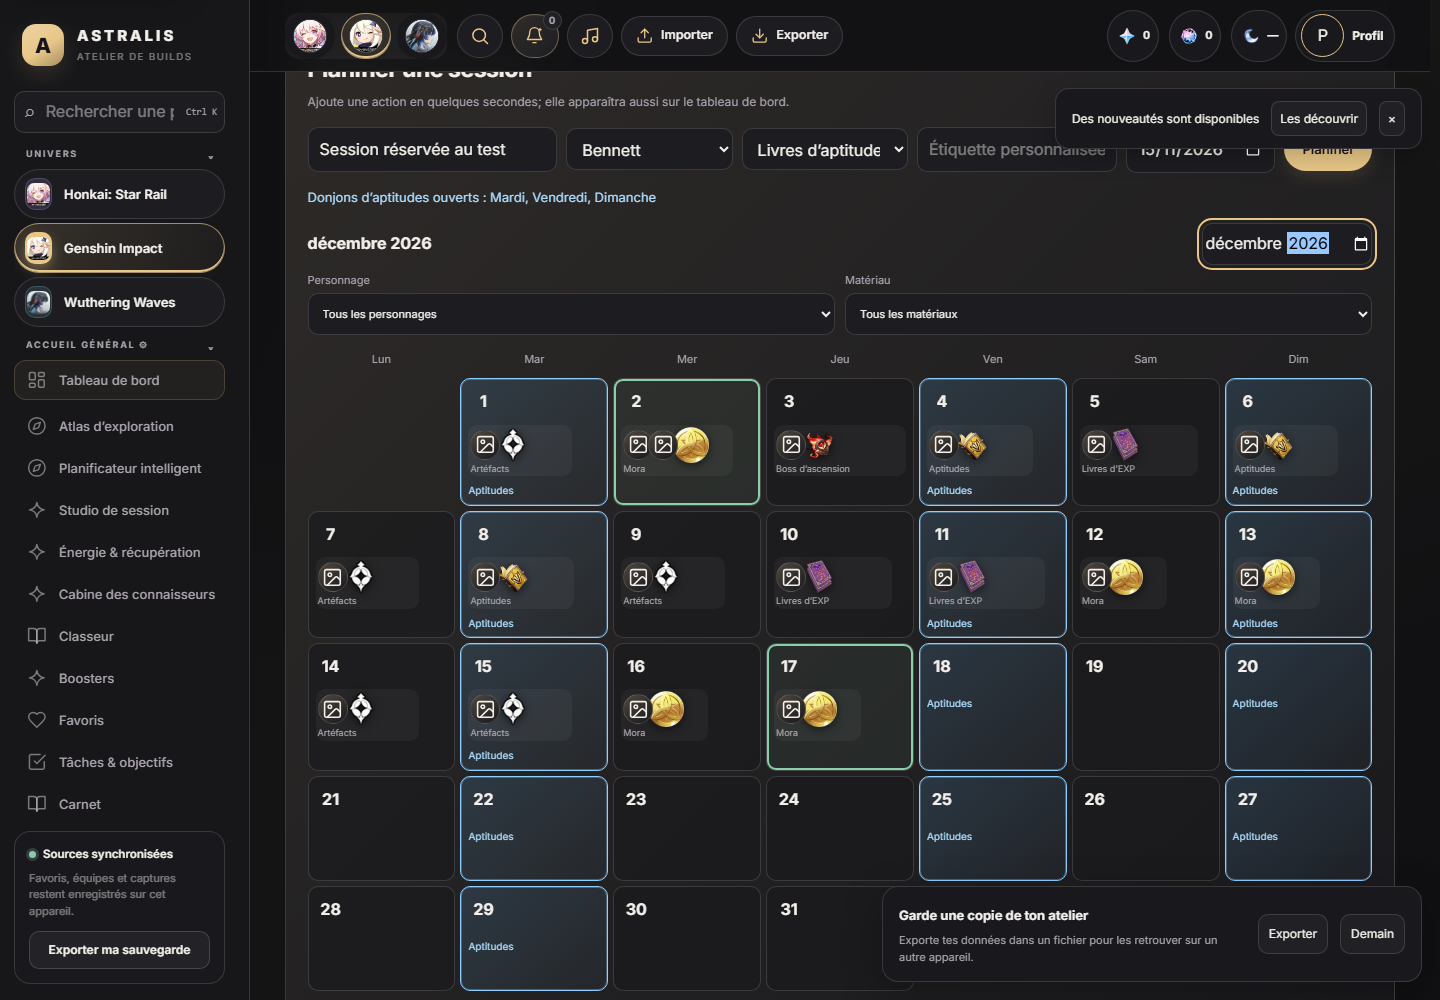 A
ASTRALIS
ATELIER DE BUILDS
0
Importer
Exporter
0
0
—
P
Profil
Rechercher une p
Ctrl K
UNIVERS
Honkai: Star Rail
Genshin Impact
Wuthering Waves
ACCUEIL GÉNÉRAL
Tableau de bord
Atlas d’exploration
Planificateur intelligent
Studio de session
Énergie & récupération
Cabine des connaisseurs
Classeur
Boosters
Favoris
Tâches & objectifs
Carnet
Sources synchronisées
Favoris, équipes et captures
restent enregistrés sur cet
appareil.
Exporter ma sauvegarde
Planifier une session
Ajoute une action en quelques secondes; elle apparaîtra aussi sur le tableau de bord.
Des nouveautés sont disponibles
Les découvrir
×
Session réservée au test
Bennett
Livres d’aptitude
Étiquette personnalisée
15/11/2026
Planifier
Donjons d’aptitudes ouverts : Mardi, Vendredi, Dimanche
décembre 2026
décembre 2026
Personnage
Matériau
Tous les personnages
Tous les matériaux
Lun Mar Mer Jeu Ven Sam Dim
1 2 3 4 5 6
Artéfacts Mora Boss d’ascension Aptitudes Livres d’EXP Aptitudes
Aptitudes Aptitudes Aptitudes
7 8 9 10 11 12 13
Artéfacts Aptitudes Artéfacts Livres d’EXP Livres d’EXP Mora Mora
Aptitudes Aptitudes Aptitudes
14 15 16 17 18 19 20
Aptitudes Aptitudes
Artéfacts Artéfacts Mora Mora
Aptitudes
21 22 23 24 25 26 27
Aptitudes Aptitudes Aptitudes
28 29 30 31
Aptitudes
Garde une copie de ton atelier
Exporte tes données dans un fichier pour les retrouver sur un
autre appareil.
Exporter
Demain